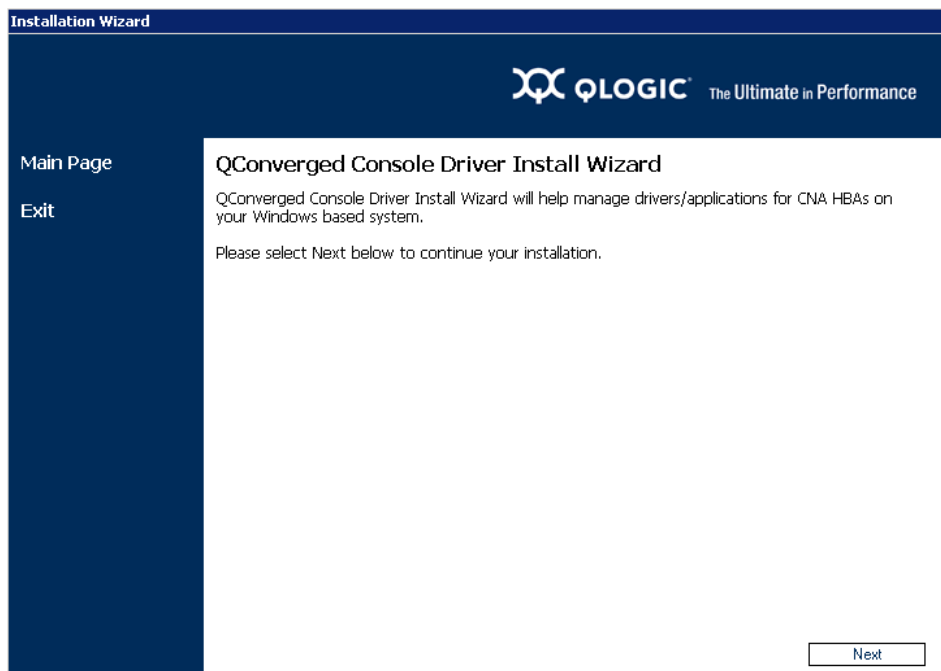 Installation Wizard
QLOGIC The Ultimate in Performance
Main Page
Exit
QConverged Console Driver Install Wizard
QConverged Console Driver Install Wizard will help manage drivers/applications for CNA HBAs on
your Windows based system.
Please select Next below to continue your installation.
Next